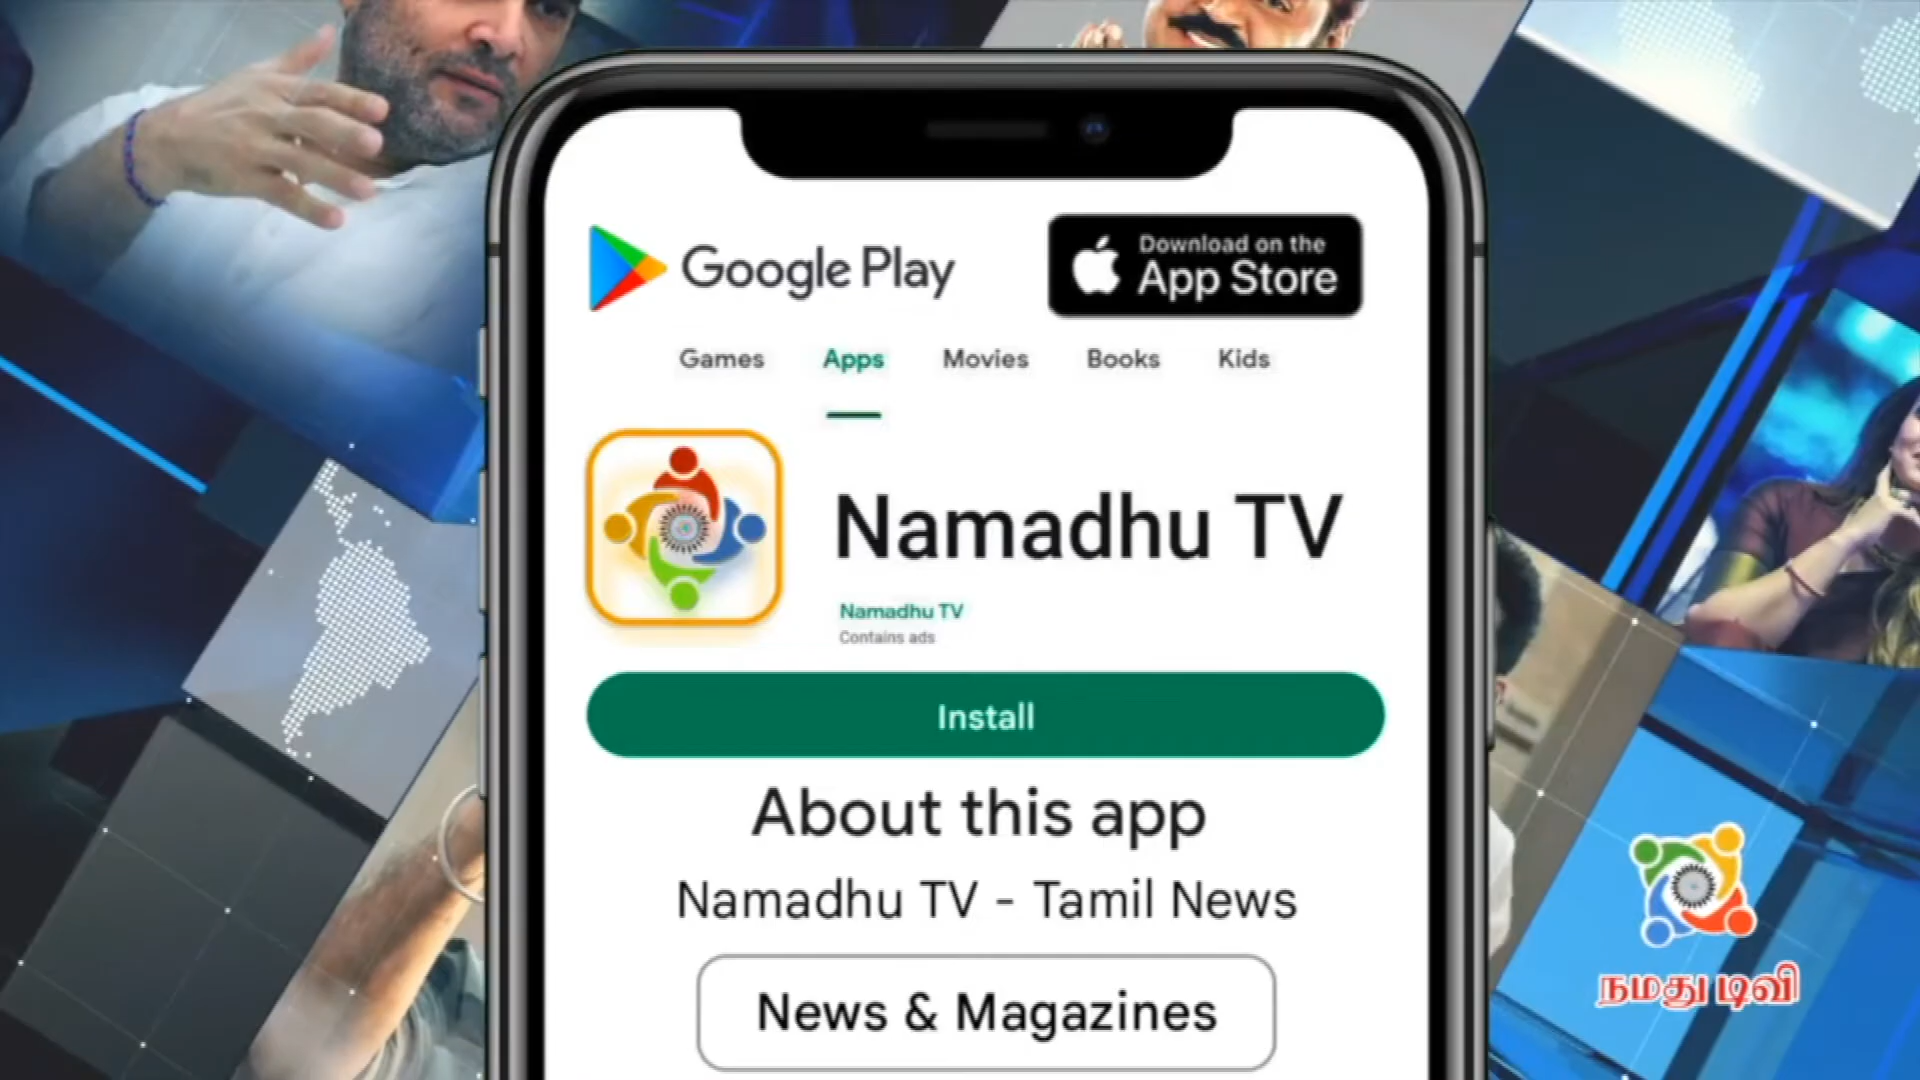 Google Play
Download on the
App Store
Games Apps Movies Books Kids
Namadhu TV
Namadhu TV
Contains ads
Install
About this app
Namadhu TV - Tamil News
News & Magazines
நமது டிவி